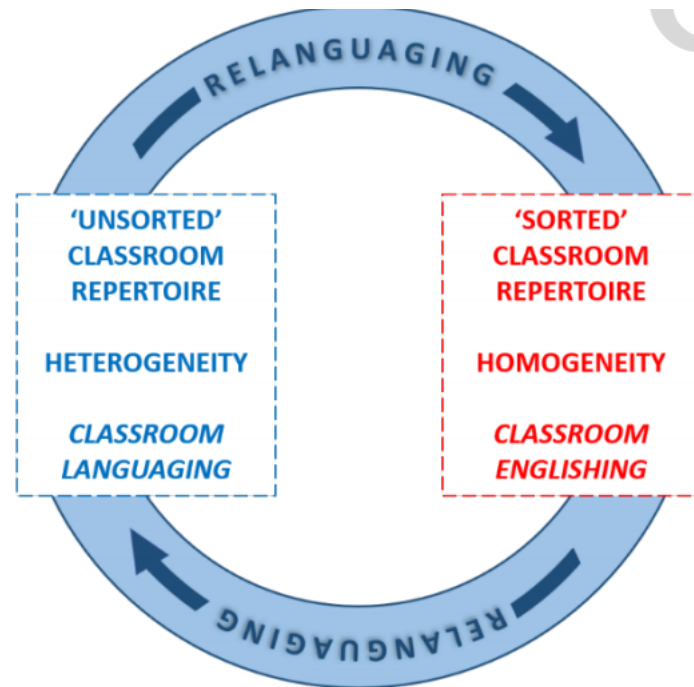 RELANGUAGING
‘UNSORTED’
CLASSROOM
REPERTOIRE
HETEROGENEITY
CLASSROOM
LANGUAGING
‘SORTED’
CLASSROOM
REPERTOIRE
HOMOGENEITY
CLASSROOM
ENGLISHING
RELANGUAGING